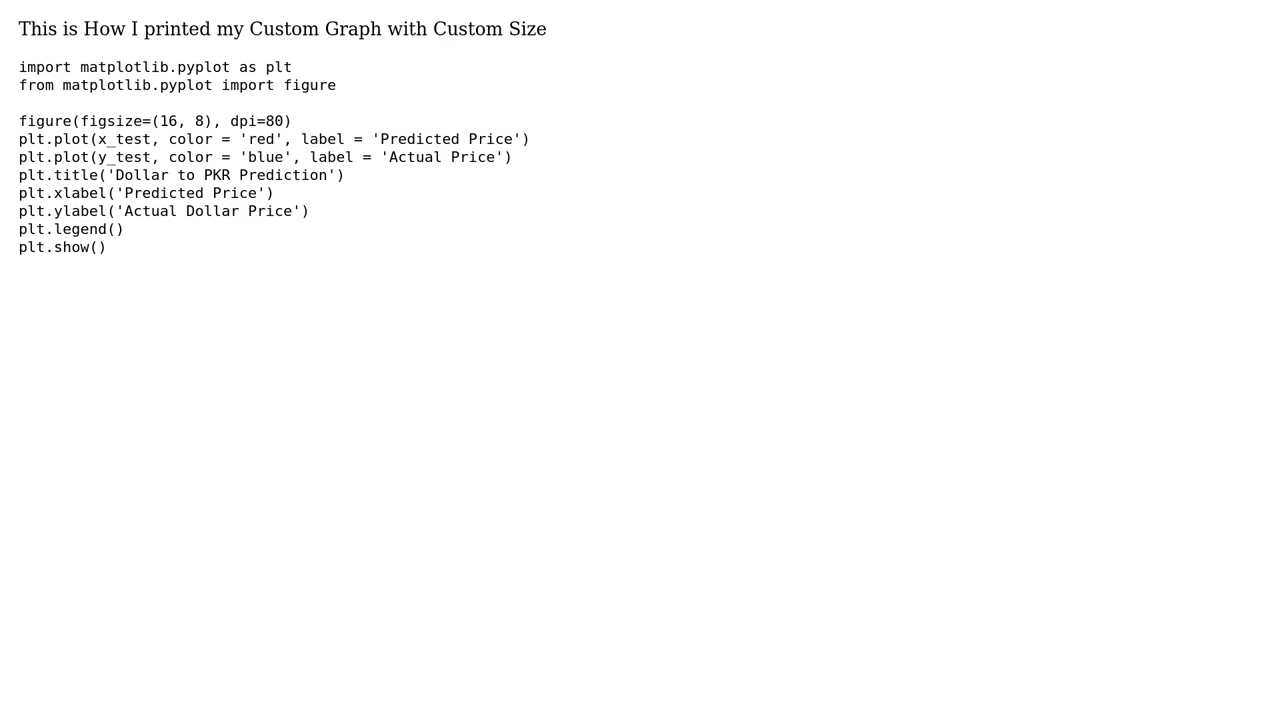 This is How I printed my Custom Graph with Custom Size
import matplotlib.pyplot as plt
from matplotlib.pyplot import figure
figure(figsize=(16, 8), dpi=80)
plt.plot(x_test, color = 'red', label = 'Predicted Price')
plt.plot(y_test, color = 'blue', label = 'Actual Price')
plt.title('Dollar to PKR Prediction')
plt.xlabel('Predicted Price')
plt.ylabel('Actual Dollar Price')
plt.legend()
plt.show()